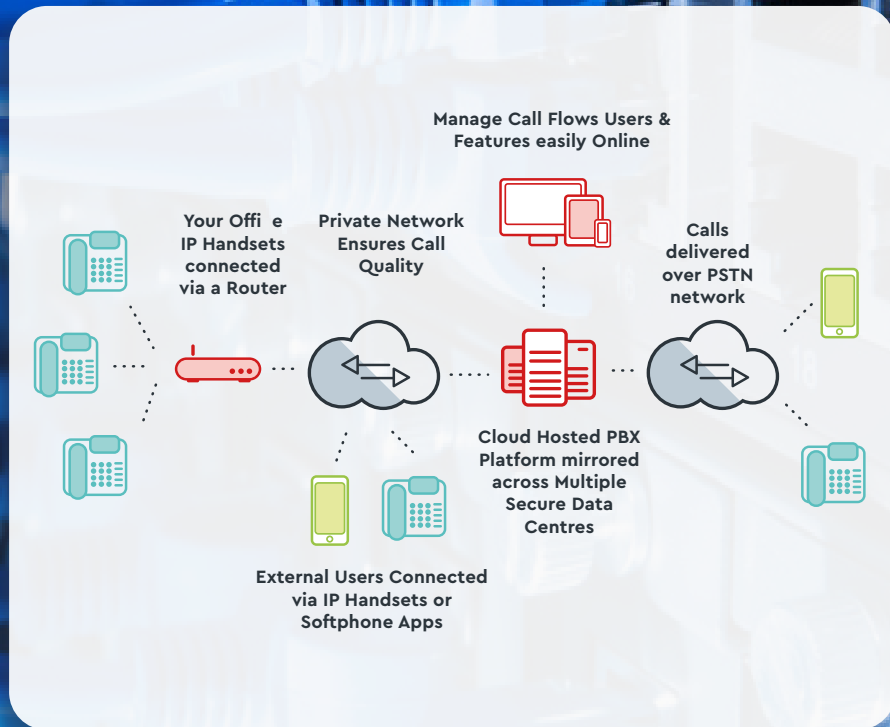 Manage Call Flows Users &
Features easily Online
Your Offi e
IP Handsets
connected
via a Router
Private Network
Ensures Call
Quality
Calls
delivered
over PSTN
network
Cloud Hosted PBX
Platform mirrored
across Multiple
Secure Data
Centres
External Users Connected
via IP Handsets or
Softphone Apps